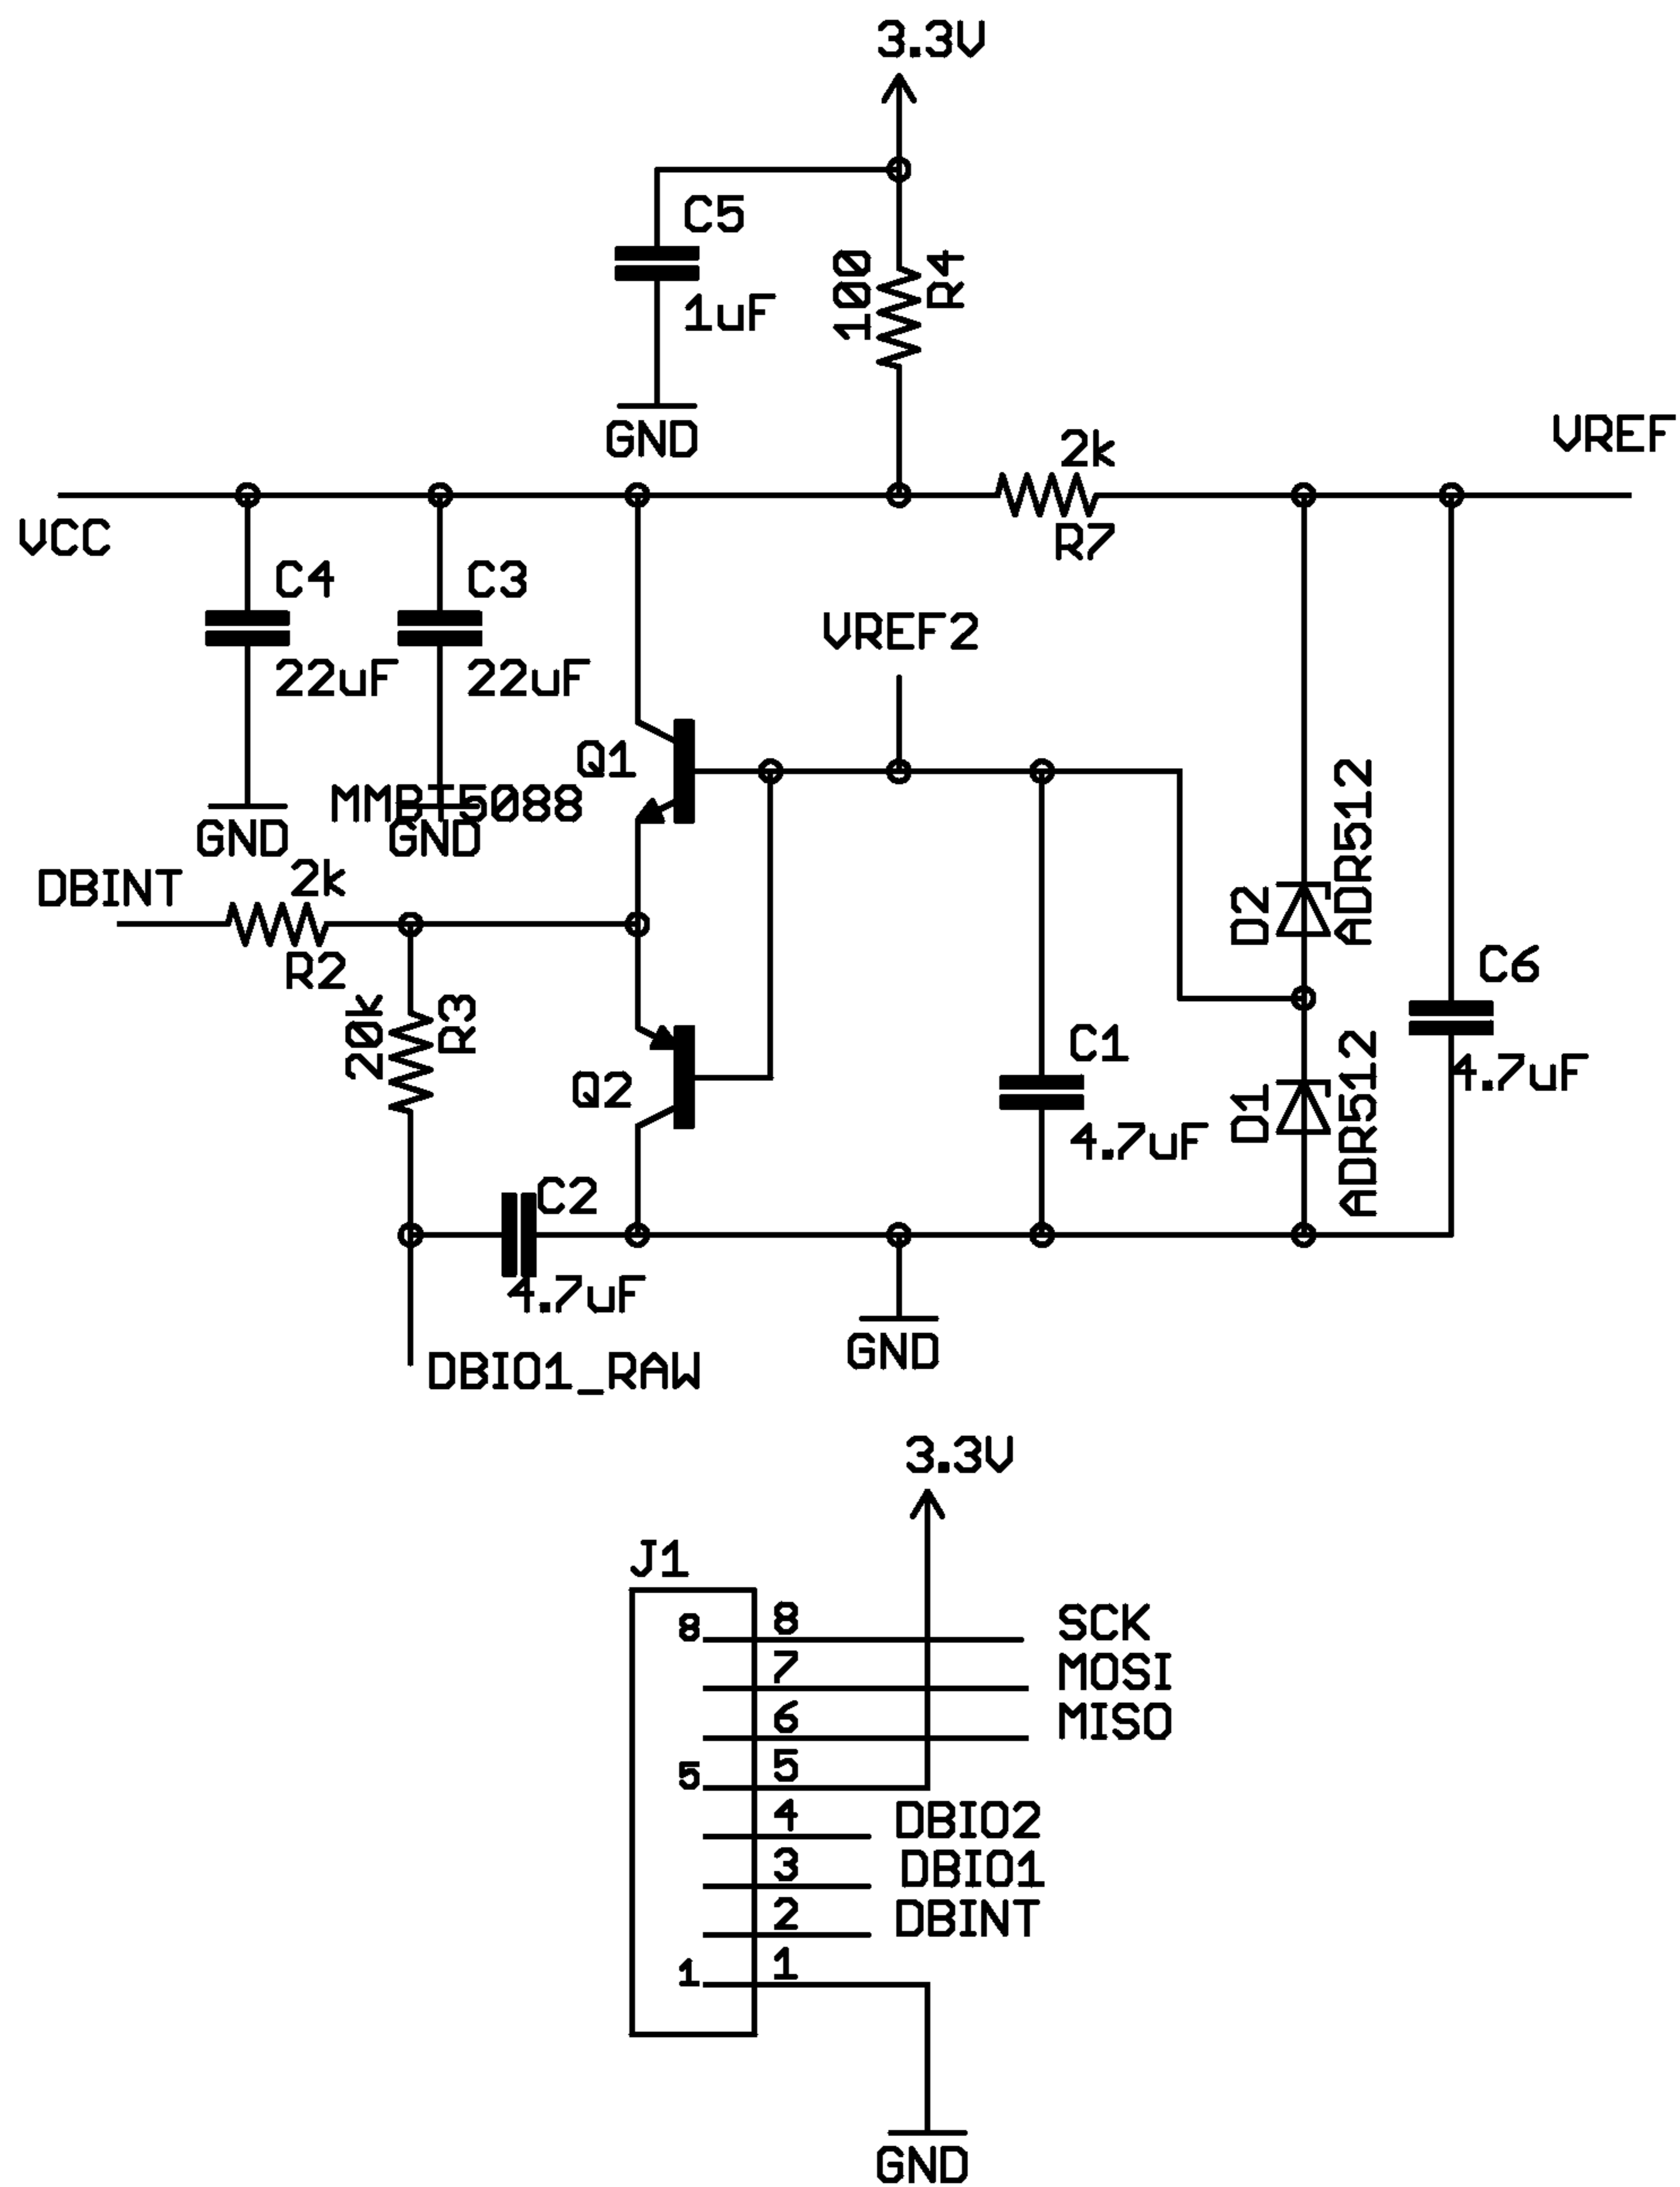 3.3V
C5
1uF
GND
100
R4
VCC
2k
R7
VREF
C4
22uF
GND
C3
22uF
GND
VREF2
Q1
MMBT5088
DBINT
2k
R2
200k
R3
Q2
C2
4.7uF
DBIO1_RAW
GND
C1
4.7uF
D2
ADR512
D1
ADR512
C6
4.7uF
3.3V
J1
8
8
SCK
7
MOSI
6
MISO
5
5
4
DBIO2
3
DBIO1
2
DBINT
1
1
GND